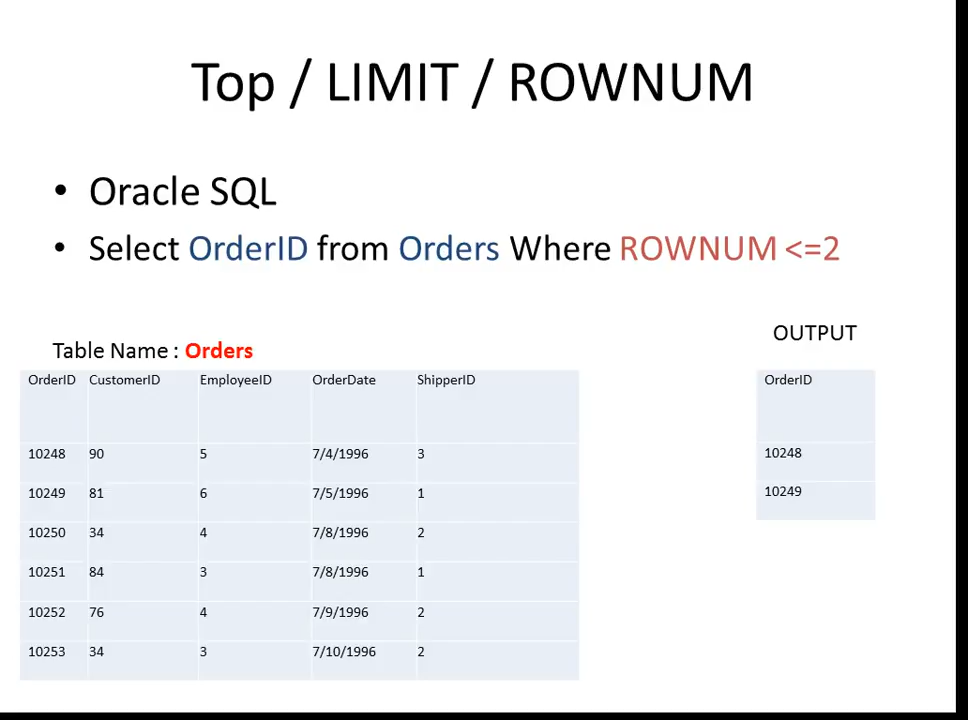 Top / LIMIT / ROWNUM
• Oracle SQL
• Select OrderID from Orders Where ROWNUM <=2
OUTPUT
Table Name : Orders
OrderID CustomerID EmployeeID OrderDate ShipperID
10248 90 5 7/4/1996 3
10249 81 6 7/5/1996 1
10250 34 4 7/8/1996 2
10251 84 3 7/8/1996 1
10252 76 4 7/9/1996 2
10253 34 3 7/10/1996 2
OrderID
10248
10249